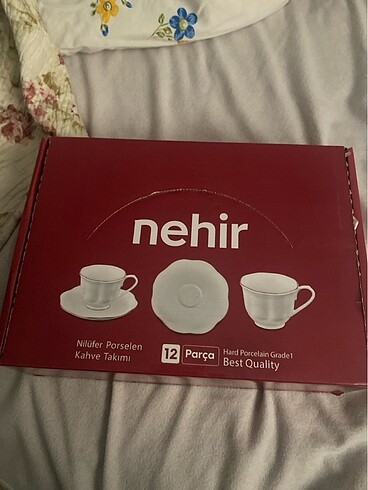 nehir
Nilüfer Porselen
Kahve Takımı
12 Parça
Hard Porcelain Grade1
Best Quality